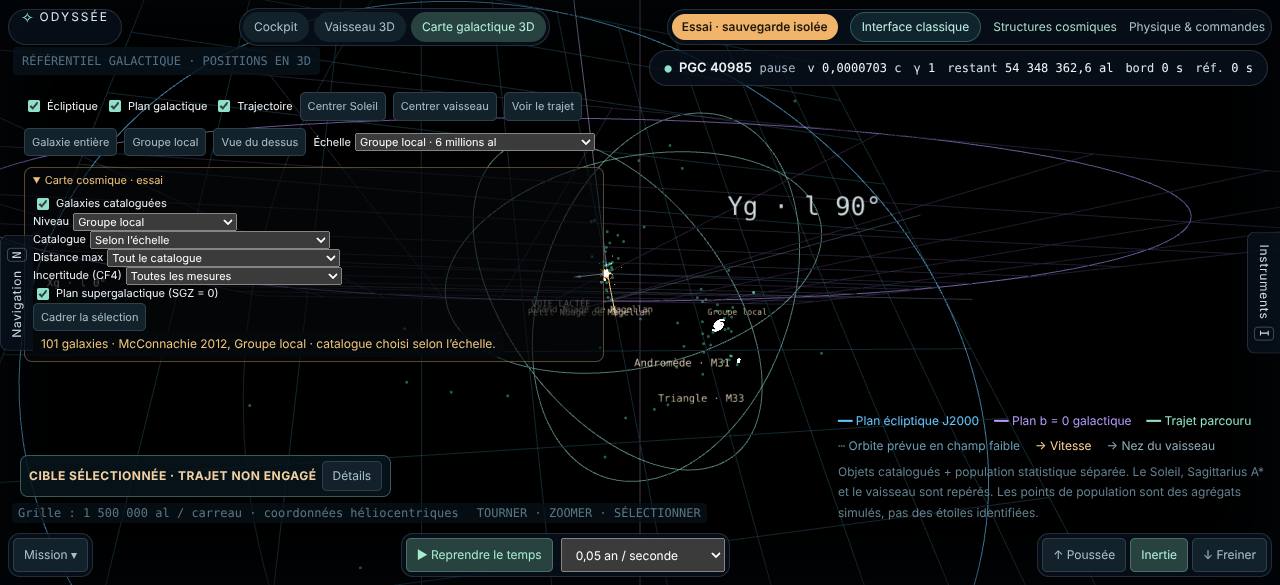 ✧ ODYSSÉE
Cockpit Vaisseau 3D Carte galactique 3D
Essai · sauvegarde isolée Interface classique Structures cosmiques Physique & commandes
RÉFÉRENTIEL GALACTIQUE · POSITIONS EN 3D
● PGC 40985 pause v 0,0000703 c γ 1 restant 54 348 362,6 al bord 0 s réf. 0 s
Écliptique Plan galactique Trajectoire Centrer Soleil Centrer vaisseau Voir le trajet
Galaxie entière Groupe local Vue du dessus Échelle Groupe local · 6 millions al
▼ Carte cosmique · essai
Galaxies cataloguées
Niveau Groupe local
Catalogue Selon l'échelle
Distance max Tout le catalogue
Incertitude (CF4) Toutes les mesures
Plan supergalactique (SGZ = 0)
Cadrer la sélection
101 galaxies · McConnachie 2012, Groupe local · catalogue choisi selon l'échelle.
Navigation N
Instruments I
Yg · l 90°
Xg · l 0°
VOIE LACTÉE
Petit Nuage de Magellan
Groupe local
Andromède · M31
Triangle · M33
Plan écliptique J2000 Plan b = 0 galactique Trajet parcouru
Orbite prévue en champ faible → Vitesse → Nez du vaisseau
Objets catalogués + population statistique séparée. Le Soleil, Sagittarius A*
et le vaisseau sont repérés. Les points de population sont des agrégats
simulés, pas des étoiles identifiées.
CIBLE SÉLECTIONNÉE · TRAJET NON ENGAGÉ Détails
Grille : 1 500 000 al / carreau · coordonnées héliocentriques TOURNER · ZOOMER · SÉLECTIONNER
Mission ▾
▶ Reprendre le temps 0,05 an / seconde
↑ Poussée Inertie ↓ Freiner